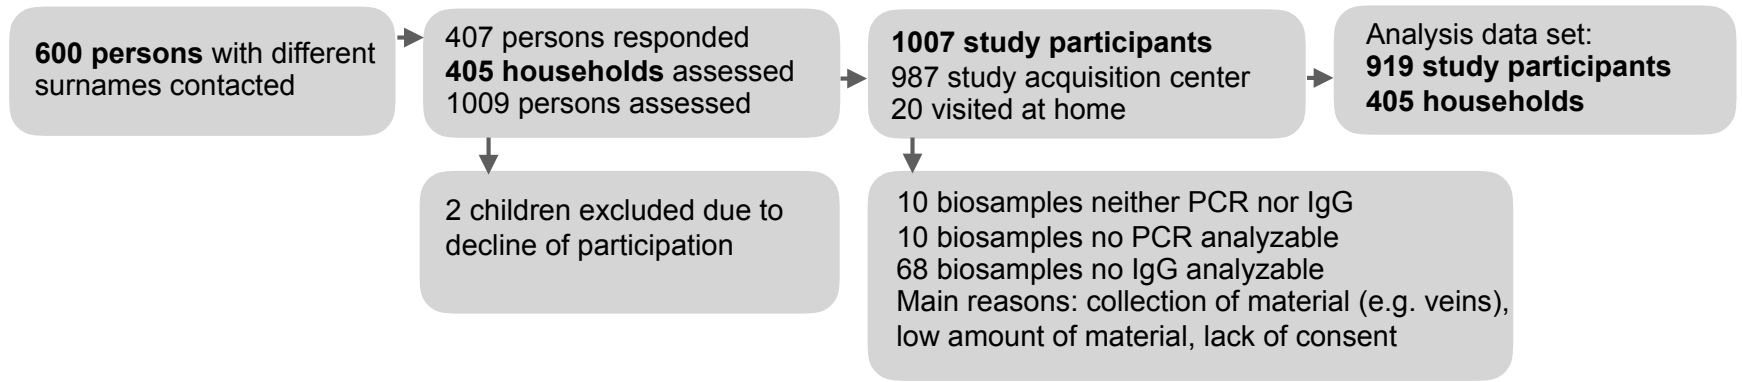 600 persons with different
surnames contacted
407 persons responded
405 households assessed
1009 persons assessed
2 children excluded due to
decline of participation
1007 study participants
987 study acquisition center
20 visited at home
10 biosamples neither PCR nor IgG
10 biosamples no PCR analyzable
68 biosamples no IgG analyzable
Main reasons: collection of material (e.g. veins),
low amount of material, lack of consent
Analysis data set:
919 study participants
405 households